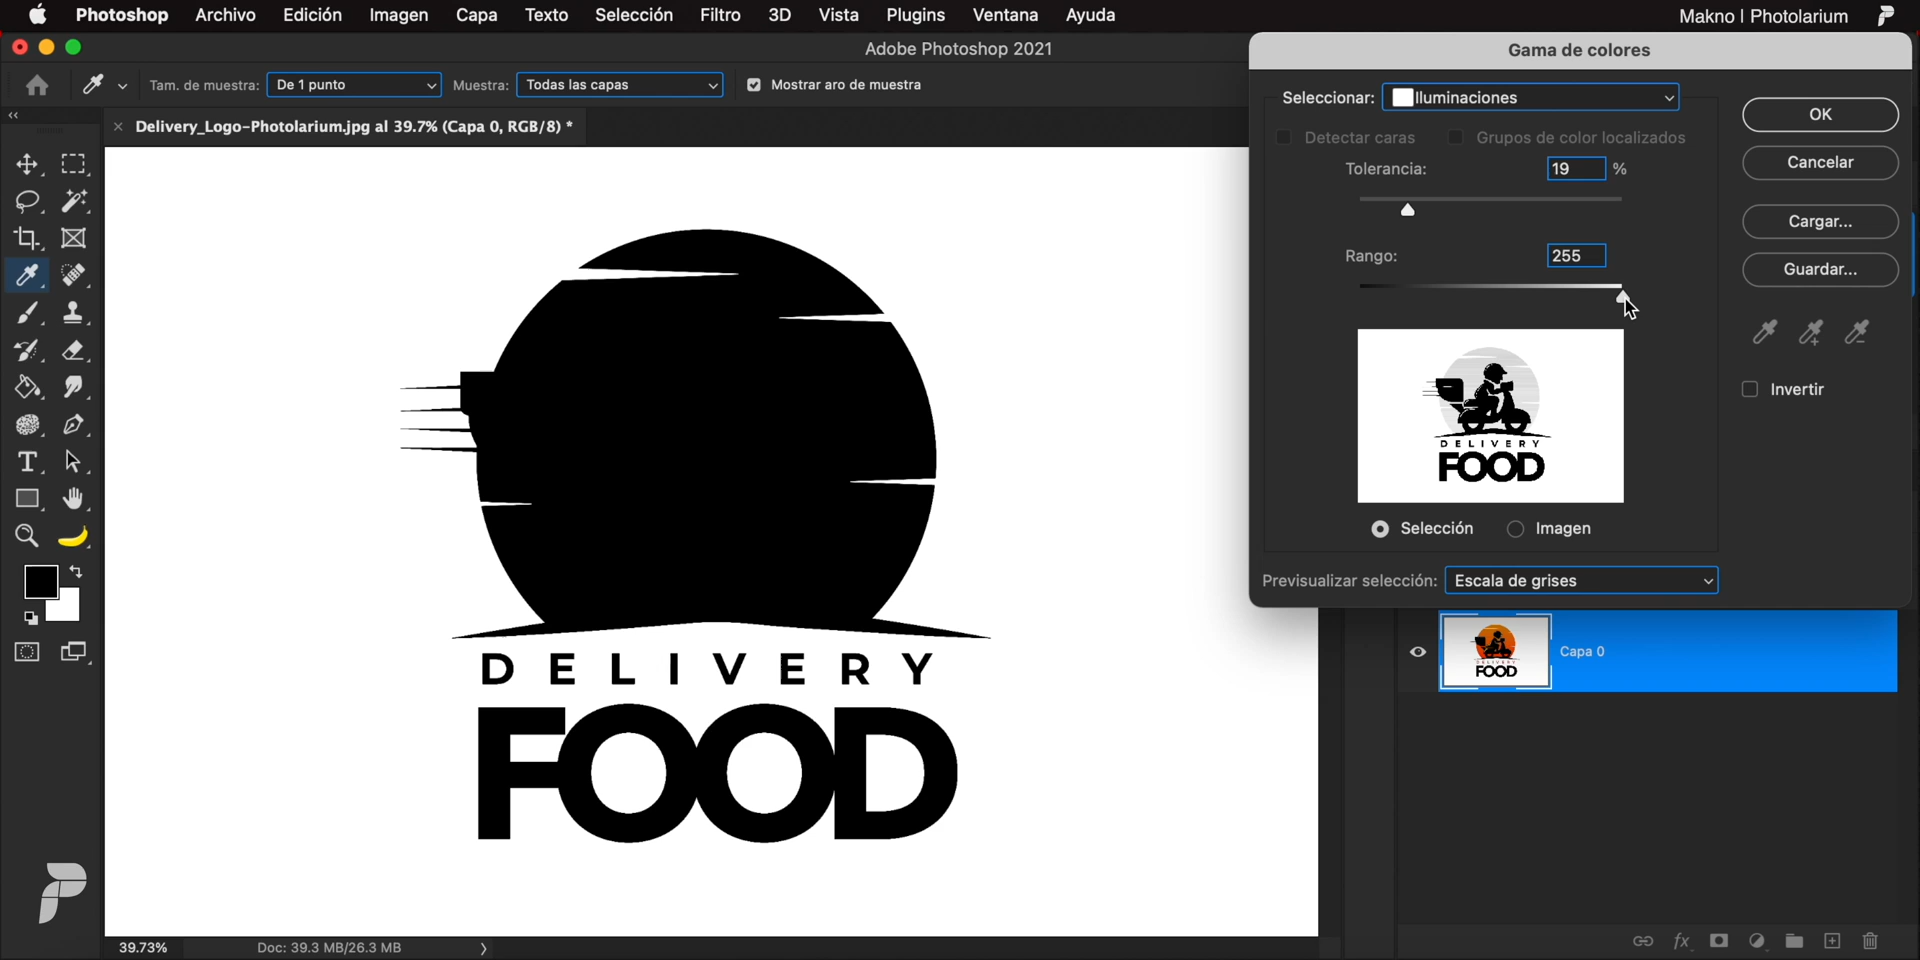 Photoshop Archivo Edición Imagen Capa Texto Selección Filtro 3D Vista Plugins Ventana Ayuda Makno | Photolarium
Adobe Photoshop 2021
Tam. de muestra: De 1 punto Muestra: Todas las capas Mostrar aro de muestra
Delivery_Logo-Photolarium.jpg al 39.7% (Capa 0, RGB/8) *
DELIVERY
FOOD
39.73% Doc: 39.3 MB/26.3 MB
Gama de colores
Seleccionar: Iluminaciones
OK
Detectar caras Grupos de color localizados
Cancelar
Tolerancia: 19 %
Cargar...
Rango: 255
Guardar...
Invertir
DELIVERY
FOOD
Selección Imagen
Previsualizar selección: Escala de grises
DELIVERY
FOOD
Capa 0
fx